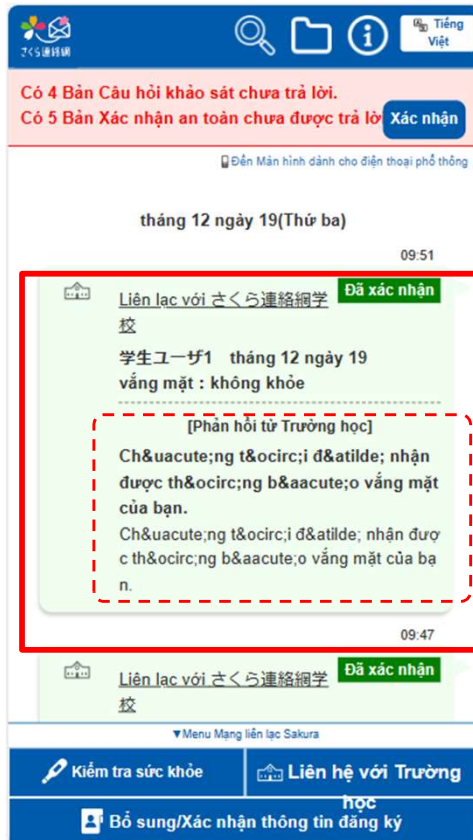 さくら連絡網
Tiếng
Việt
Có 4 Bản Câu hỏi khảo sát chưa trả lời.
Có 5 Bản Xác nhận an toàn chưa được trả lờ
Xác nhận
Đến Màn hình dành cho điện thoại phổ thông
tháng 12 ngày 19(Thứ ba)
09:51
Liên lạc với さくら連絡網学
校
Đã xác nhận
学生ユーザ1 tháng 12 ngày 19
vắng mặt : không khỏe
[Phản hồi từ Trường học]
Ch&uacute;ng t&ocirc;i đ&atilde; nhận
được th&ocirc;ng b&aacute;o vắng mặt
của bạn.
Ch&uacute;ng t&ocirc;i đ&atilde; nhận đượ
c th&ocirc;ng b&aacute;o vắng mặt của bạ
n.
09:47
Liên lạc với さくら連絡網学
校
Đã xác nhận
▼Menu Mạng liên lạc Sakura
Kiểm tra sức khỏe
Liên hệ với Trường
học
Bổ sung/Xác nhận thông tin đăng ký